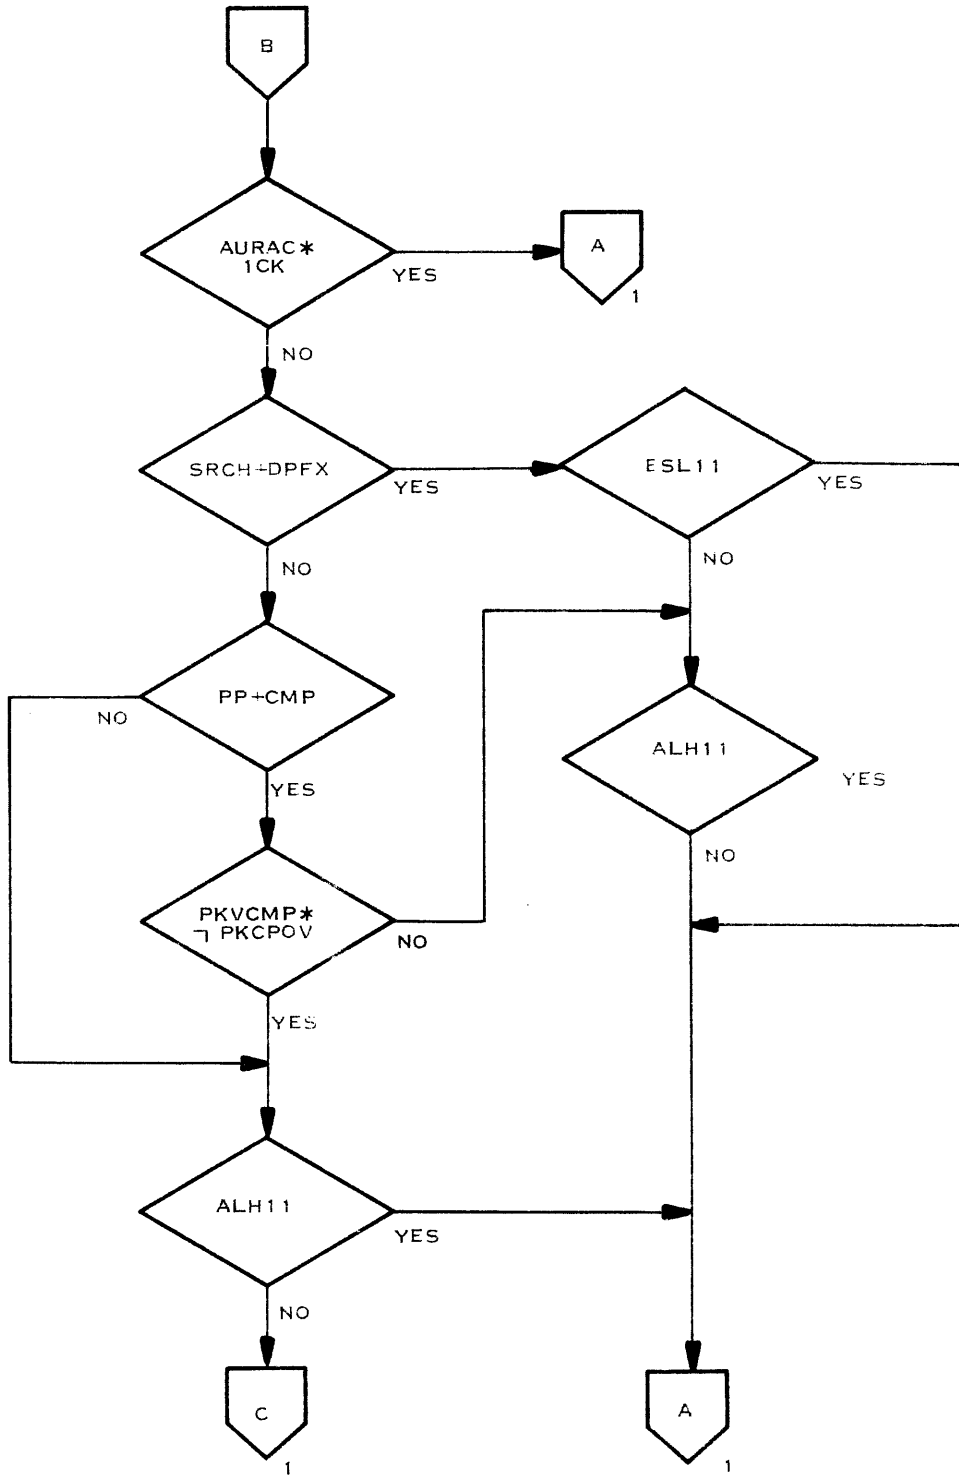 B
AURAC*
1CK
YES
A
1
NO
SRCH+DPFX
YES
ESL11
YES
NO
NO
PP+CMP
NO
YES
ALH11
YES
NO
PKVCMP*
¬ PKCPOV
NO
YES
ALH11
YES
NO
C
1
A
1